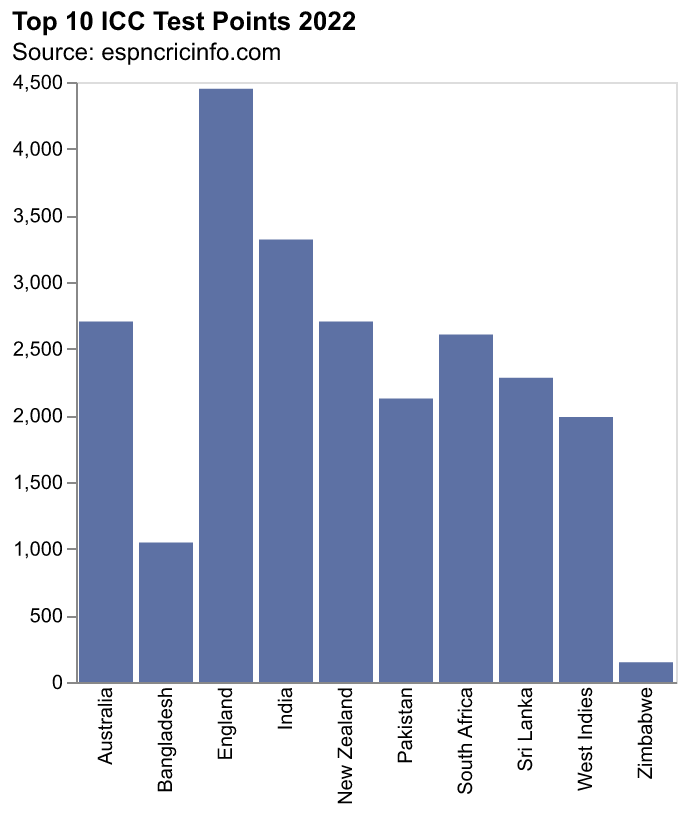 Top 10 ICC Test Points 2022
Source: espncricinfo.com
4,500
4,000
3,500
3,000
2,500
2,000
1,500
1,000
500
0
Australia
Bangladesh
England
India
New Zealand
Pakistan
South Africa
Sri Lanka
West Indies
Zimbabwe